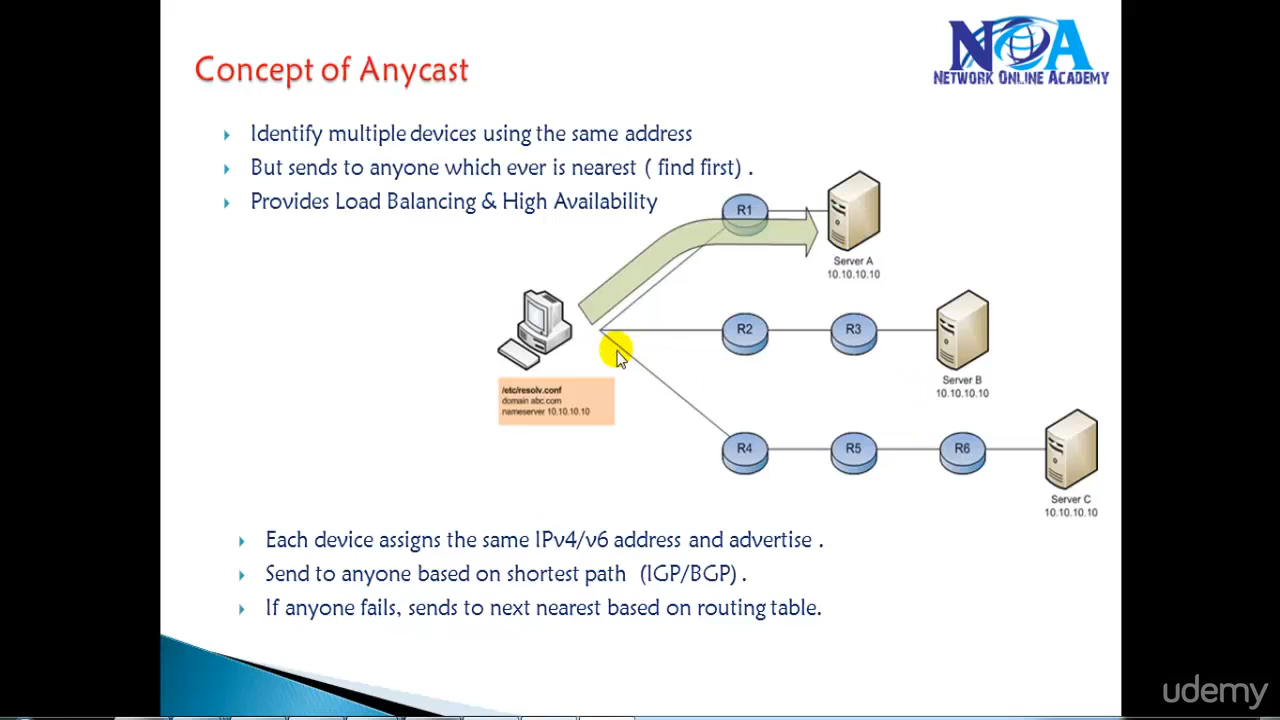 NOA
NETWORK ONLINE ACADEMY
Concept of Anycast
Identify multiple devices using the same address
But sends to anyone which ever is nearest ( find first) .
Provides Load Balancing & High Availability
R1
Server A
10.10.10.10
R2
R3
Server B
10.10.10.10
/etc/resolv.conf
domain abc.com
nameserver 10.10.10.10
R4
R5
R6
Server C
10.10.10.10
Each device assigns the same IPv4/v6 address and advertise .
Send to anyone based on shortest path (IGP/BGP) .
If anyone fails, sends to next nearest based on routing table.
udemy